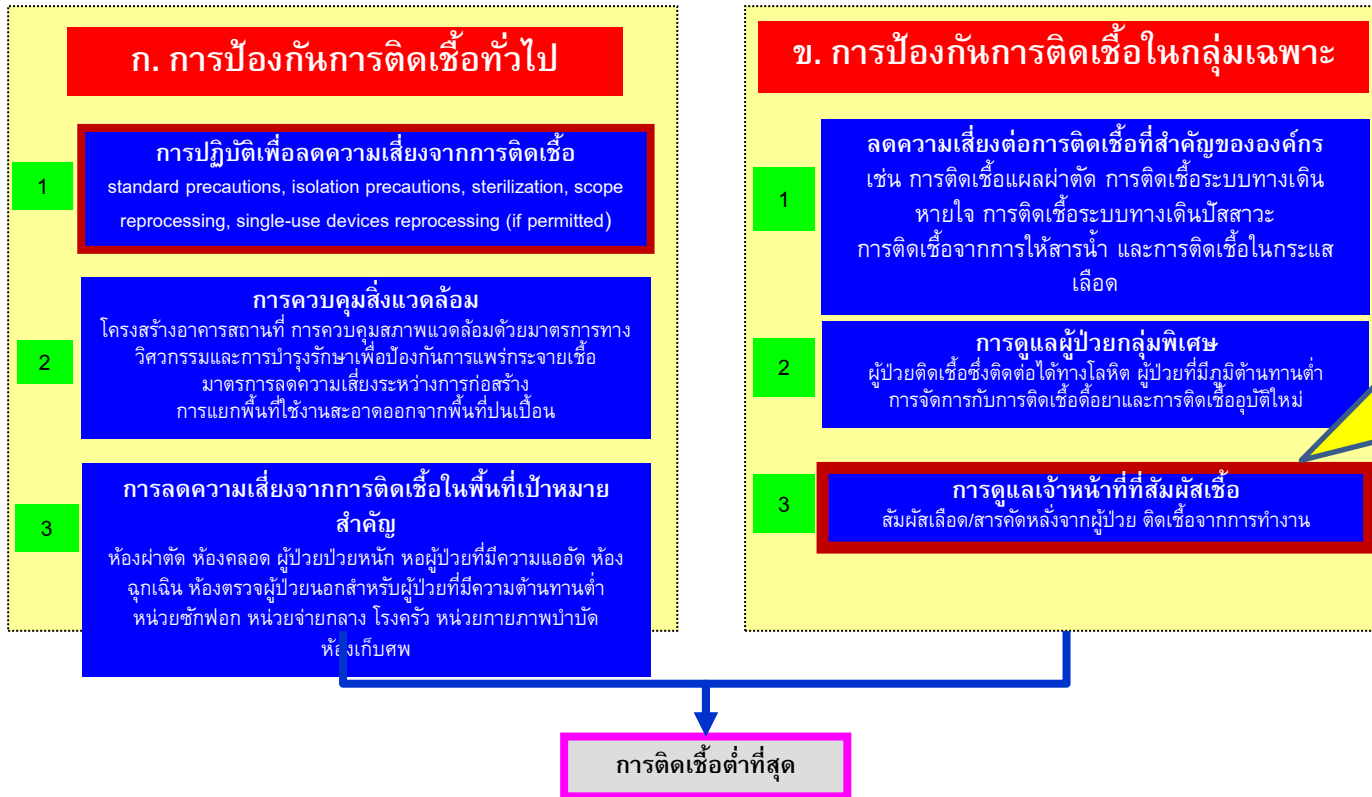 ก. การป้องกันการติดเชื้อทั่วไป
1
การปฏิบัติเพื่อลดความเสี่ยงจากการติดเชื้อ
standard precautions, isolation precautions, sterilization, scope
reprocessing, single-use devices reprocessing (if permitted)
2
การควบคุมสิ่งแวดล้อม
โครงสร้างอาคารสถานที่ การควบคุมสภาพแวดล้อมด้วยมาตรการทาง
วิศวกรรมและการบำรุงรักษาเพื่อป้องกันการแพร่กระจายเชื้อ
มาตรการลดความเสี่ยงระหว่างการก่อสร้าง
การแยกพื้นที่ใช้งานสะอาดออกจากพื้นที่ปนเปื้อน
3
การลดความเสี่ยงจากการติดเชื้อในพื้นที่เป้าหมาย
สำคัญ
ห้องผ่าตัด ห้องคลอด ผู้ป่วยป่วยหนัก หอผู้ป่วยที่มีความแออัด ห้อง
ฉุกเฉิน ห้องตรวจผู้ป่วยนอกสำหรับผู้ป่วยที่มีความต้านทานต่ำ
หน่วยซักฟอก หน่วยจ่ายกลาง โรงครัว หน่วยกายภาพบำบัด
ห้องเก็บศพ
ข. การป้องกันการติดเชื้อในกลุ่มเฉพาะ
1
ลดความเสี่ยงต่อการติดเชื้อที่สำคัญขององค์กร
เช่น การติดเชื้อแผลผ่าตัด การติดเชื้อระบบทางเดิน
หายใจ การติดเชื้อระบบทางเดินปัสสาวะ
การติดเชื้อจากการให้สารน้ำ และการติดเชื้อในกระแส
เลือด
2
การดูแลผู้ป่วยกลุ่มพิเศษ
ผู้ป่วยติดเชื้อซึ่งติดต่อได้ทางโลหิต ผู้ป่วยที่มีภูมิต้านทานต่ำ
การจัดการกับการติดเชื้อดื้อยาและการติดเชื้ออุบัติใหม่
3
การดูแลเจ้าหน้าที่ที่สัมผัสเชื้อ
สัมผัสเลือด/สารคัดหลั่งจากผู้ป่วย ติดเชื้อจากการทำงาน
การติดเชื้อต่ำที่สุด